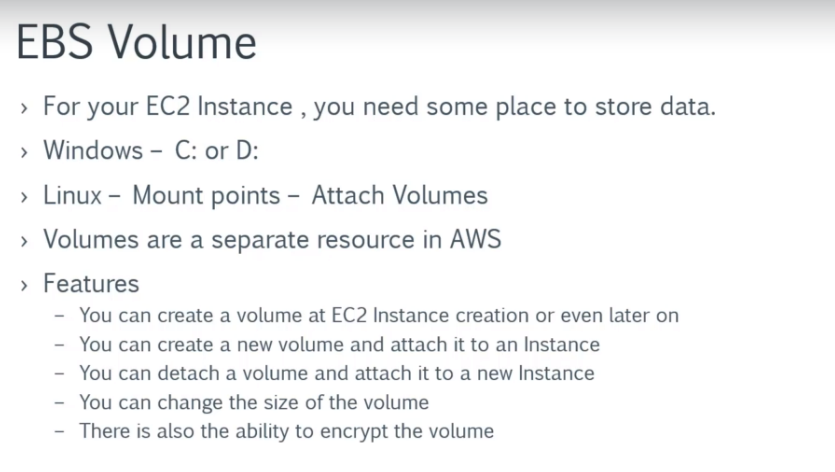 EBS Volume
› For your EC2 Instance , you need some place to store data.
› Windows – C: or D:
› Linux – Mount points – Attach Volumes
› Volumes are a separate resource in AWS
› Features
– You can create a volume at EC2 Instance creation or even later on
– You can create a new volume and attach it to an Instance
– You can detach a volume and attach it to a new Instance
– You can change the size of the volume
– There is also the ability to encrypt the volume